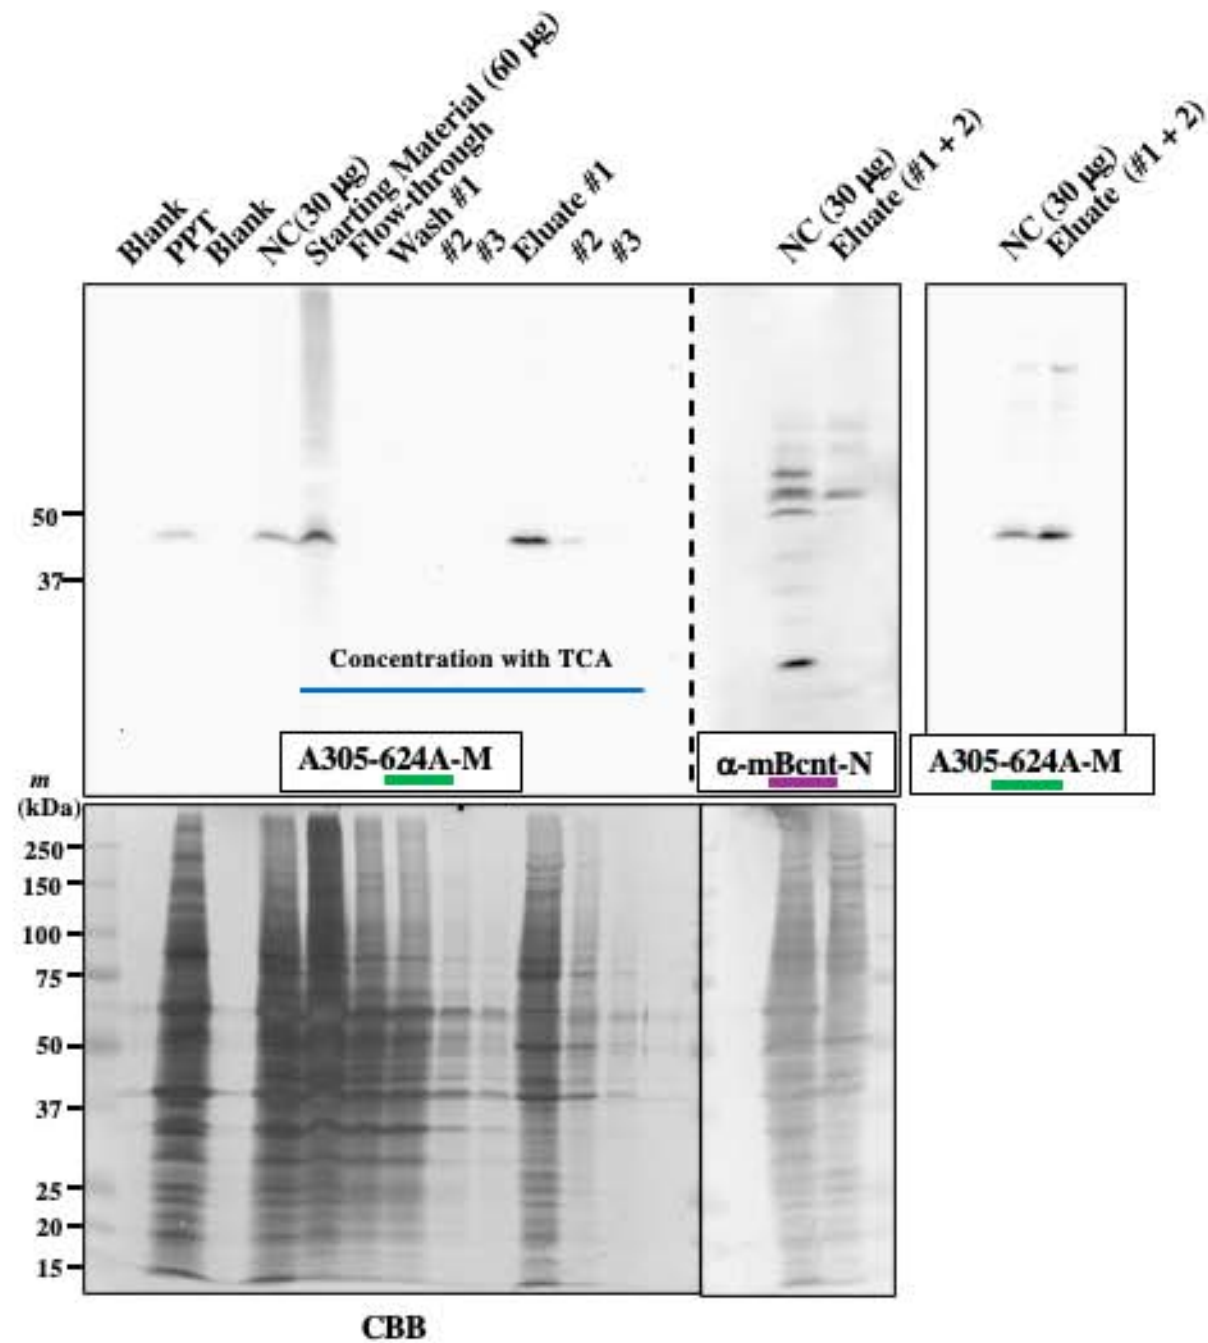 Blank
PPT
Blank
NC(30 µg)
Starting Material (60 µg)
Flow-through
Wash #1
#2
#3
Eluate #1
#2
#3
NC (30 µg)
Eluate (#1 + 2)
NC (30 µg)
Eluate (#1 + 2)
50
37
Concentration with TCA
A305-624A-M
α-mBcnt-N
A305-624A-M
m
(kDa)
250
150
100
75
50
37
25
20
15
CBB